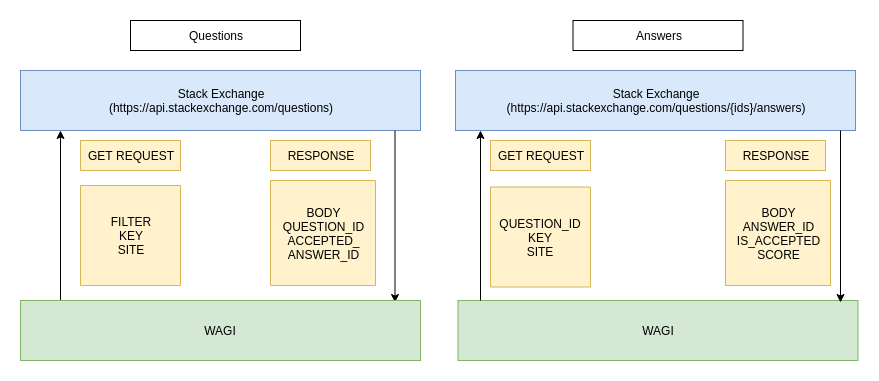 Questions
Stack Exchange
(https://api.stackexchange.com/questions)
GET REQUEST
RESPONSE
FILTER
KEY
SITE
BODY
QUESTION_ID
ACCEPTED_
ANSWER_ID
WAGI
Answers
Stack Exchange
(https://api.stackexchange.com/questions/{ids}/answers)
GET REQUEST
RESPONSE
QUESTION_ID
KEY
SITE
BODY
ANSWER_ID
IS_ACCEPTED
SCORE
WAGI